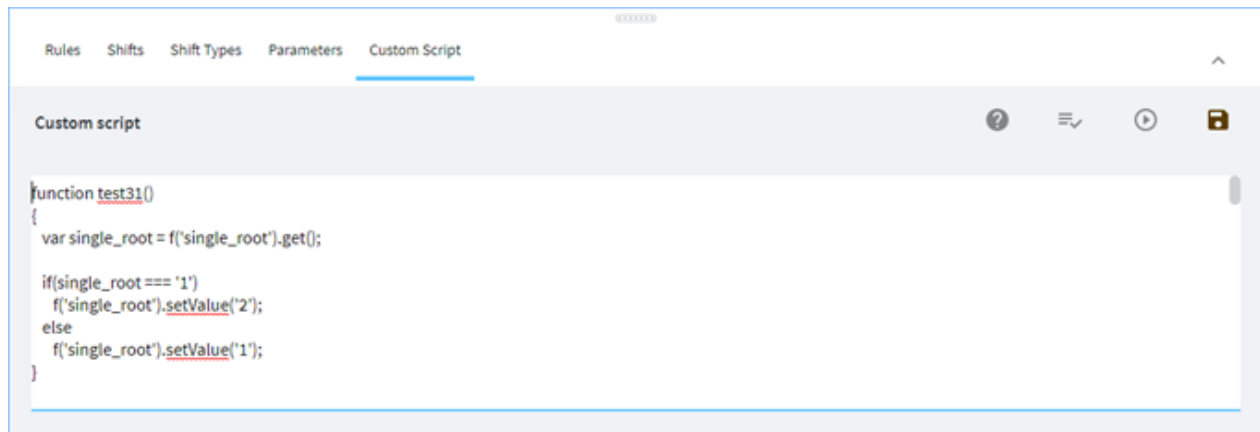 Rules Shifts Shift Types Parameters Custom Script
Custom script
function test31()
{
var single_root = f('single_root').get();
if(single_root === '1')
f('single_root').setValue('2');
else
f('single_root').setValue('1');
}